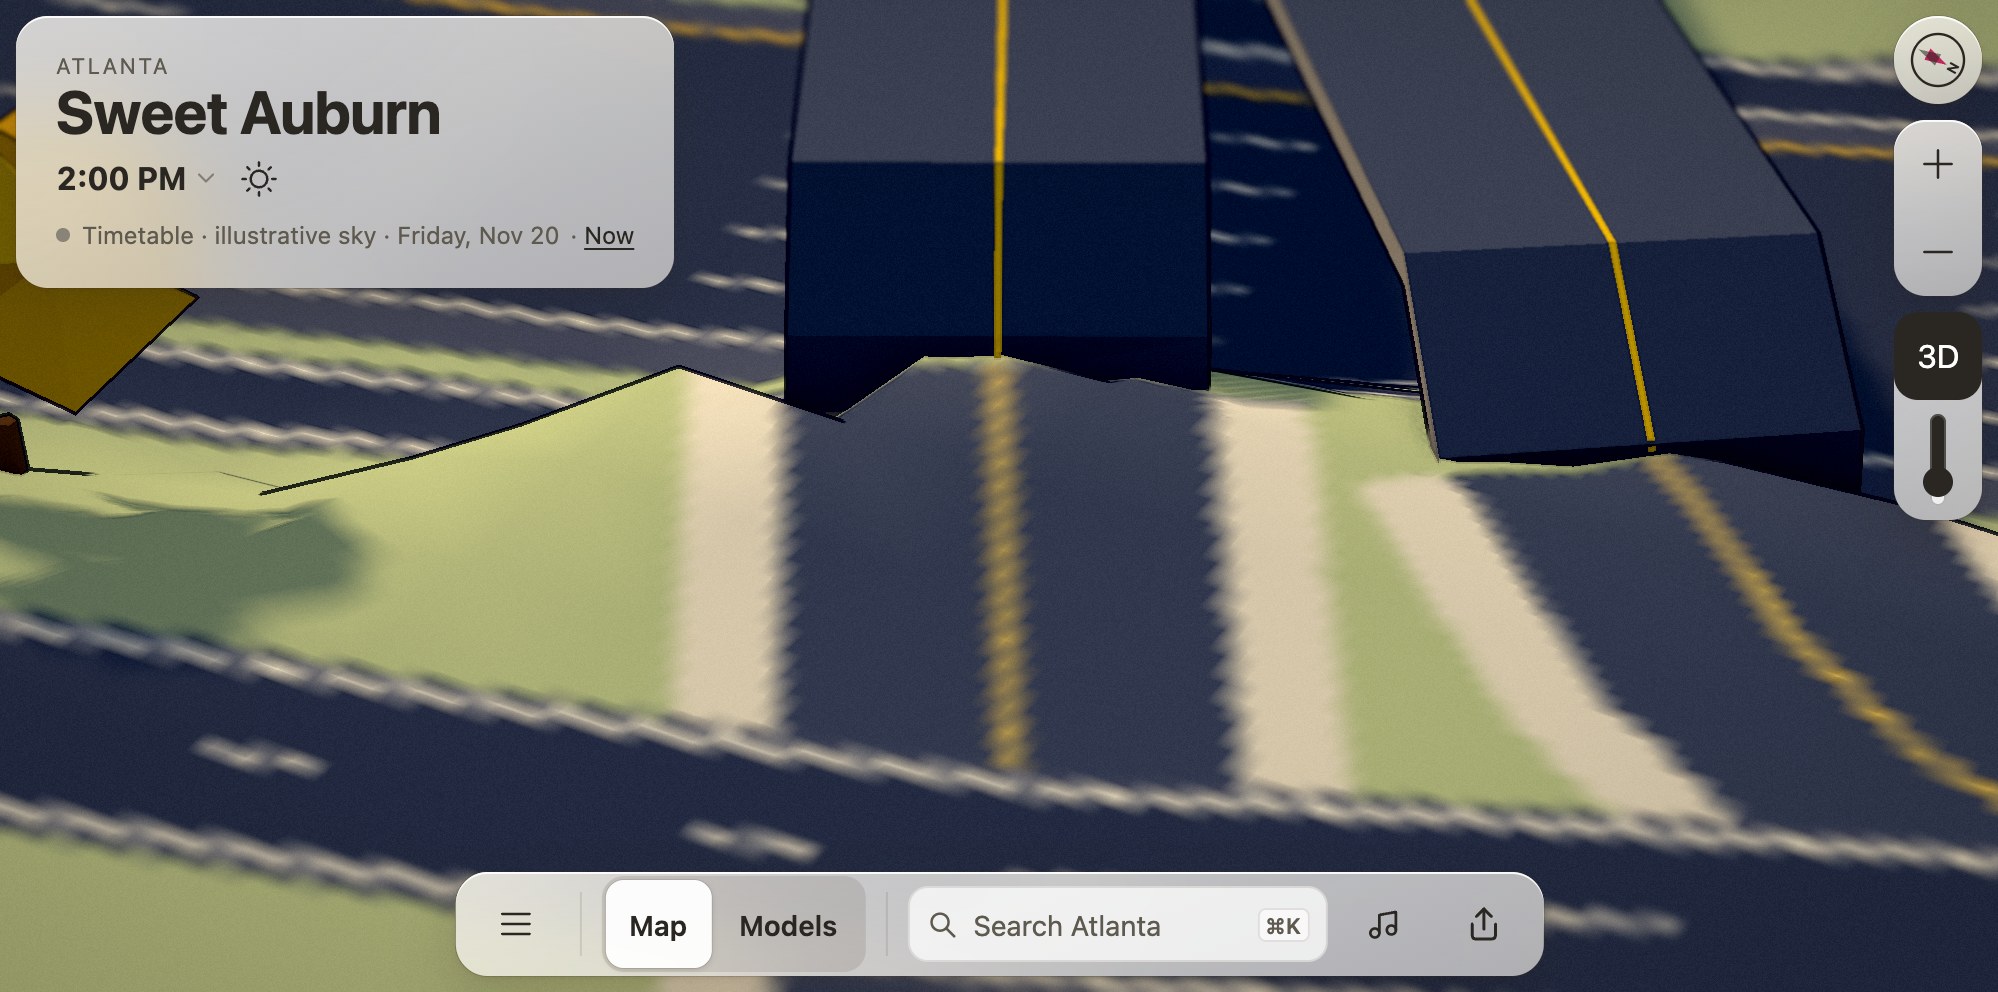 ATLANTA
Sweet Auburn
2:00 PM
Timetable · illustrative sky · Friday, Nov 20 · Now
N
3D
Map
Models
Search Atlanta
⌘K